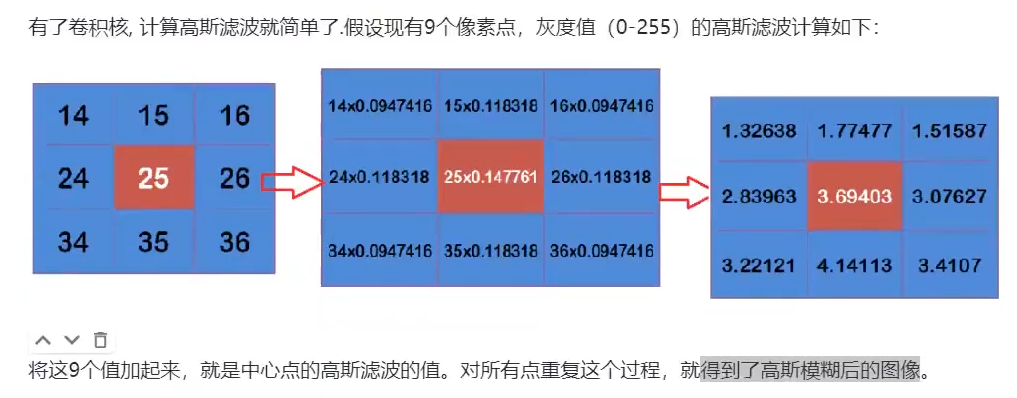 有了卷积核, 计算高斯滤波就简单了.假设现有9个像素点，灰度值（0-255）的高斯滤波计算如下：
14 15 16
24 25 26
34 35 36
14x0.0947416 15x0.118318 16x0.0947416
24x0.118318 25x0.147761 26x0.118318
34x0.0947416 35x0.118318 36x0.0947416
1.32638 1.77477 1.51587
2.83963 3.69403 3.07627
3.22121 4.14113 3.4107
将这9个值加起来，就是中心点的高斯滤波的值。对所有点重复这个过程，就得到了高斯模糊后的图像。